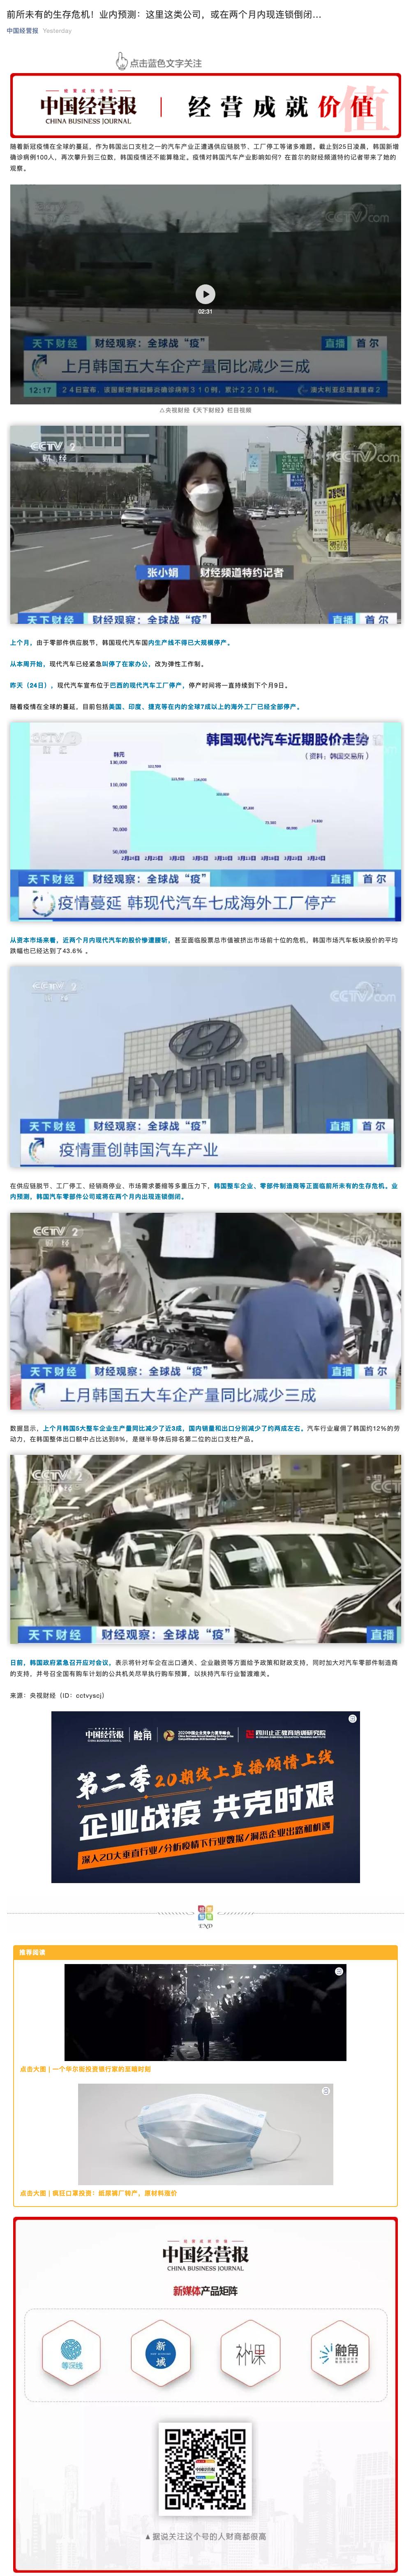 前所未有的生存危机！业内预测：这里这类公司，或在两个月内现连锁倒闭...
中国经营报 Yesterday
点击蓝色文字关注
中国经营报
CHINA BUSINESS JOURNAL
经营成就价值
值
随着新冠疫情在全球的蔓延，作为韩国出口支柱之一的汽车产业正遭遇供应链脱节、工厂停工等诸多难题。截止到25日凌晨，韩国新增
确诊病例100人，再次攀升到三位数，韩国疫情还不能算稳定。疫情对韩国汽车产业影响如何？在首尔的财经频道特约记者带来了她的
观察。
CCTV.com
02:31
天下财经 财经观察：全球战“疫” 直播 首尔
上月韩国五大车企产量同比减少三成
12:17
△央视财经《天下财经》栏目视频
CCTV 2
财经
CCTV.com
张小娟 财经频道特约记者
天下财经 财经观察：全球战“疫” 直播 首尔
上个月，由于零部件供应脱节，韩国现代汽车国内生产线不得已大规模停产。
从本周开始，现代汽车已经紧急叫停了在家办公，改为弹性工作制。
昨天（24日），现代汽车宣布位于巴西的现代汽车工厂停产，停产时间将一直持续到下个月9日。
随着疫情在全球的蔓延，目前包括美国、印度、捷克等在内的全球7成以上的海外工厂已经全部停产。
韩国现代汽车近期股价走势
（资料：韩国交易所）
韩元
130,000
110,000
90,000
70,000
50,000
天下财经 财经观察：全球战“疫” 直播 首尔
疫情蔓延 韩现代汽车七成海外工厂停产
从资本市场来看，近两个月内现代汽车的股价惨遭腰斩，甚至面临股票总市值被挤出市场前十位的危机，韩国市场汽车板块股价的平均
跌幅也已经达到了43.6% 。
CCTV 2
财经
CCTV.com
HYUNDAI
天下财经 财经观察：全球战“疫” 直播 首尔
疫情重创韩国汽车产业
在供应链脱节、工厂停工、经销商停业、市场需求萎缩等多重压力下，韩国整车企业、零部件制造商等正面临前所未有的生存危机。业
内预测，韩国汽车零部件公司或将在两个月内出现连锁倒闭。
CCTV 2
财经
天下财经 财经观察：全球战“疫” 直播 首尔
上月韩国五大车企产量同比减少三成
数据显示，上个月韩国5大整车企业生产量同比减少了近3成，国内销量和出口分别减少了约两成左右。汽车行业雇佣了韩国约12%的劳
动力，在韩国整体出口额中占比达到8%，是继半导体后排名第二位的出口支柱产品。
CCTV 2
财经
CCT
天下财经 财经观察：全球战“疫” 直播 首尔
日前，韩国政府紧急召开应对会议，表示将针对车企在出口通关、企业融资等方面给予政策和财政支持，同时加大对汽车零部件制造商
的支持，并号召全国有购车计划的公共机关尽早执行购车预算，以扶持汽车行业暂渡难关。
来源：央视财经（ID：cctvyscj）
中国经营报 触角 四川止正教育培训研究院
第二季 20期线上直播倾情上线
企业战疫 共克时艰
深入20大垂直行业/分析疫情下行业数据/洞悉企业出路和机遇
END
推荐阅读
点击大图 | 一个华尔街投资银行家的至暗时刻
点击大图 | 疯狂口罩投资：纸尿裤厂转产，原材料涨价
中国经营报
CHINA BUSINESS JOURNAL
新媒体产品矩阵
等深线
新域
触角
▲据说关注这个号的人财商都很高